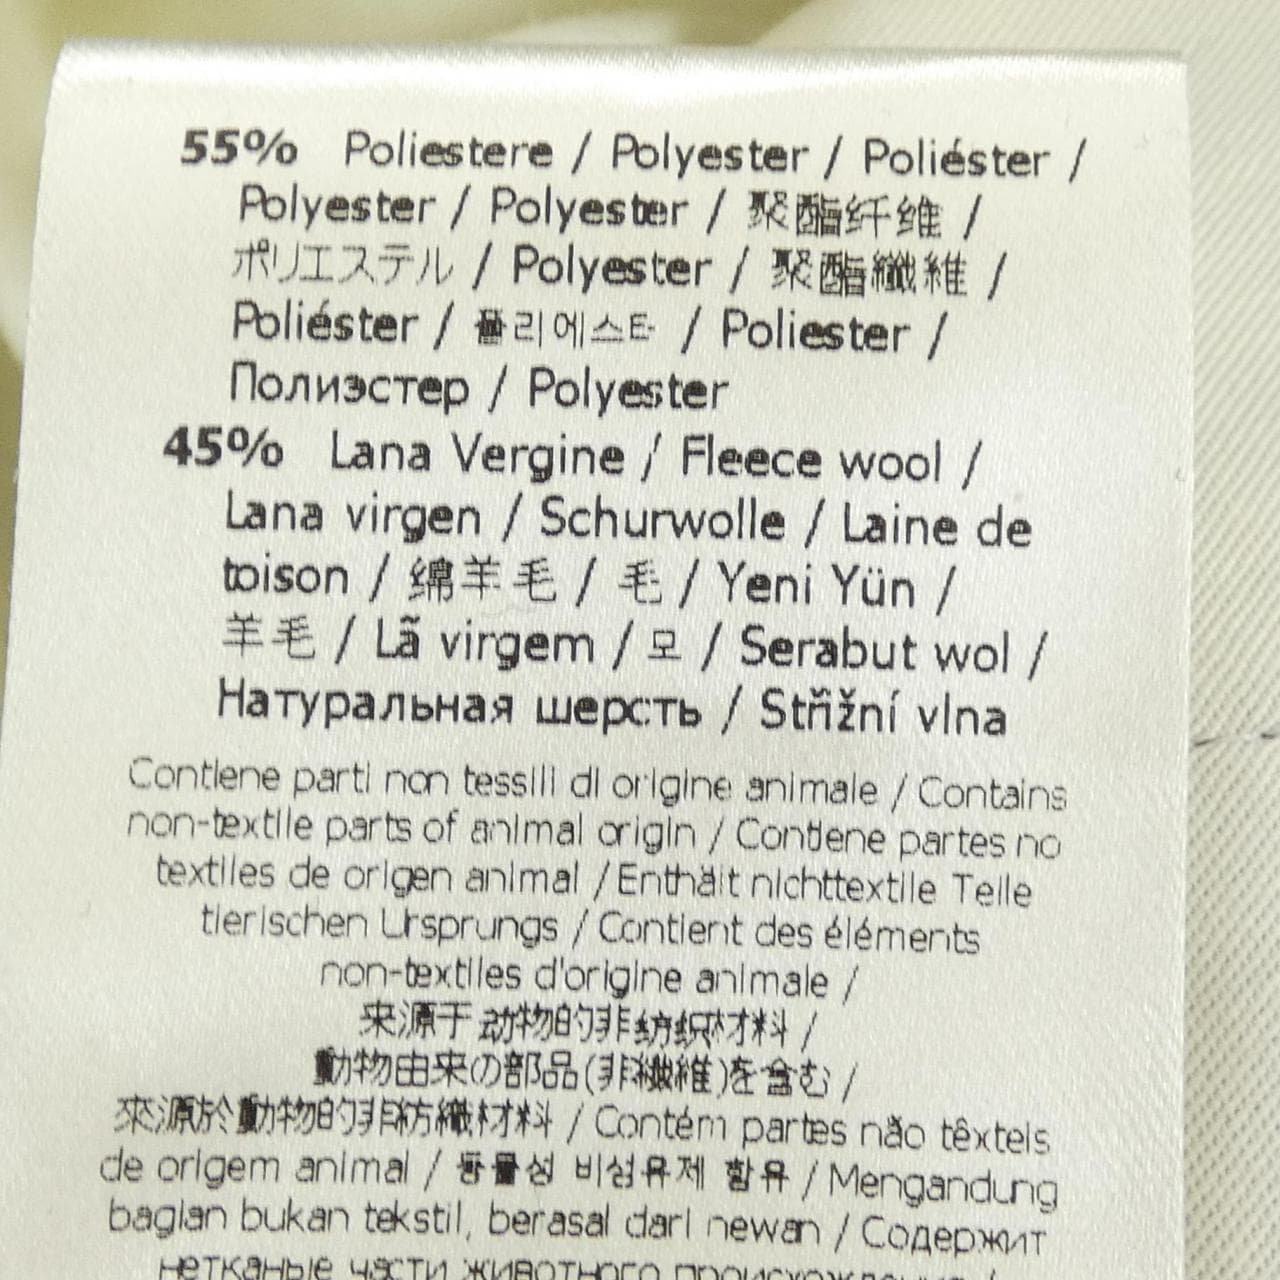 55% Poliestere / Polyester / Poliéster /
Polyester / Polyester / 聚酯纤维 /
ポリエステル / Polyester / 聚酯纖維 /
Poliéster / 폴리에스터 / Poliester /
Полиэстер / Polyester
45% Lana Vergine / Fleece wool /
Lana virgen / Schurwolle / Laine de
toison / 绵羊毛 / 毛 / Yeni Yün /
羊毛 / Lã virgem / 모 / Serabut wol /
Натуральная шерсть / Střižní vlna
Contiene parti non tessili di origine animale / Contains
non-textile parts of animal origin / Contiene partes no
textiles de origen animal / Enthält nichttextile Teile
tierischen Ursprungs / Contient des éléments
non-textiles d'origine animale /
来源于动物的非纺织材料 /
動物由来の部品(非繊維)を含む /
來源於動物的非紡織材料 / Contém partes não têxteis
de origem animal / 동물성 비섬유제 함유 / Mengandung
bagian bukan tekstil, berasal dari hewan / Содержит
нетканые части животного происхождения /